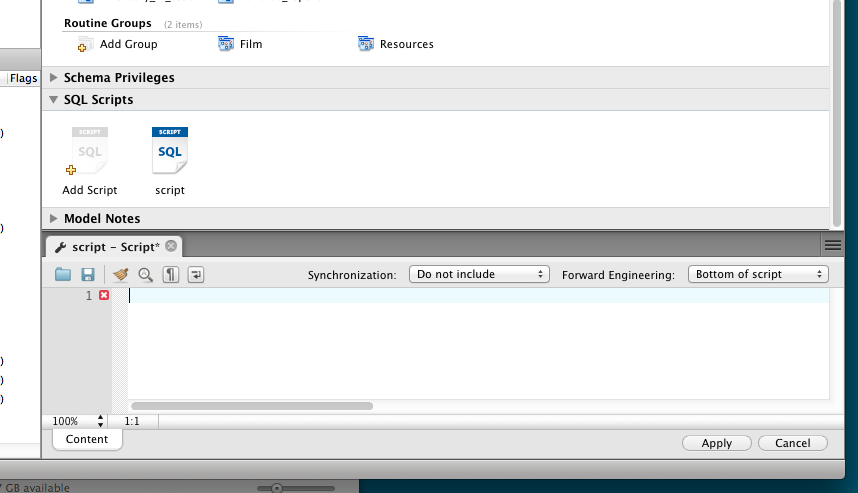 Routine Groups (2 items)
Add Group Film Resources
Flags
Schema Privileges
SQL Scripts
)
SCRIPT SCRIPT
SQL SQL
Add Script script
Model Notes
)
script - Script*
Synchronization: Do not include Forward Engineering: Bottom of script
1
)
)
)
100% 1:1
Content
Apply Cancel
GB available